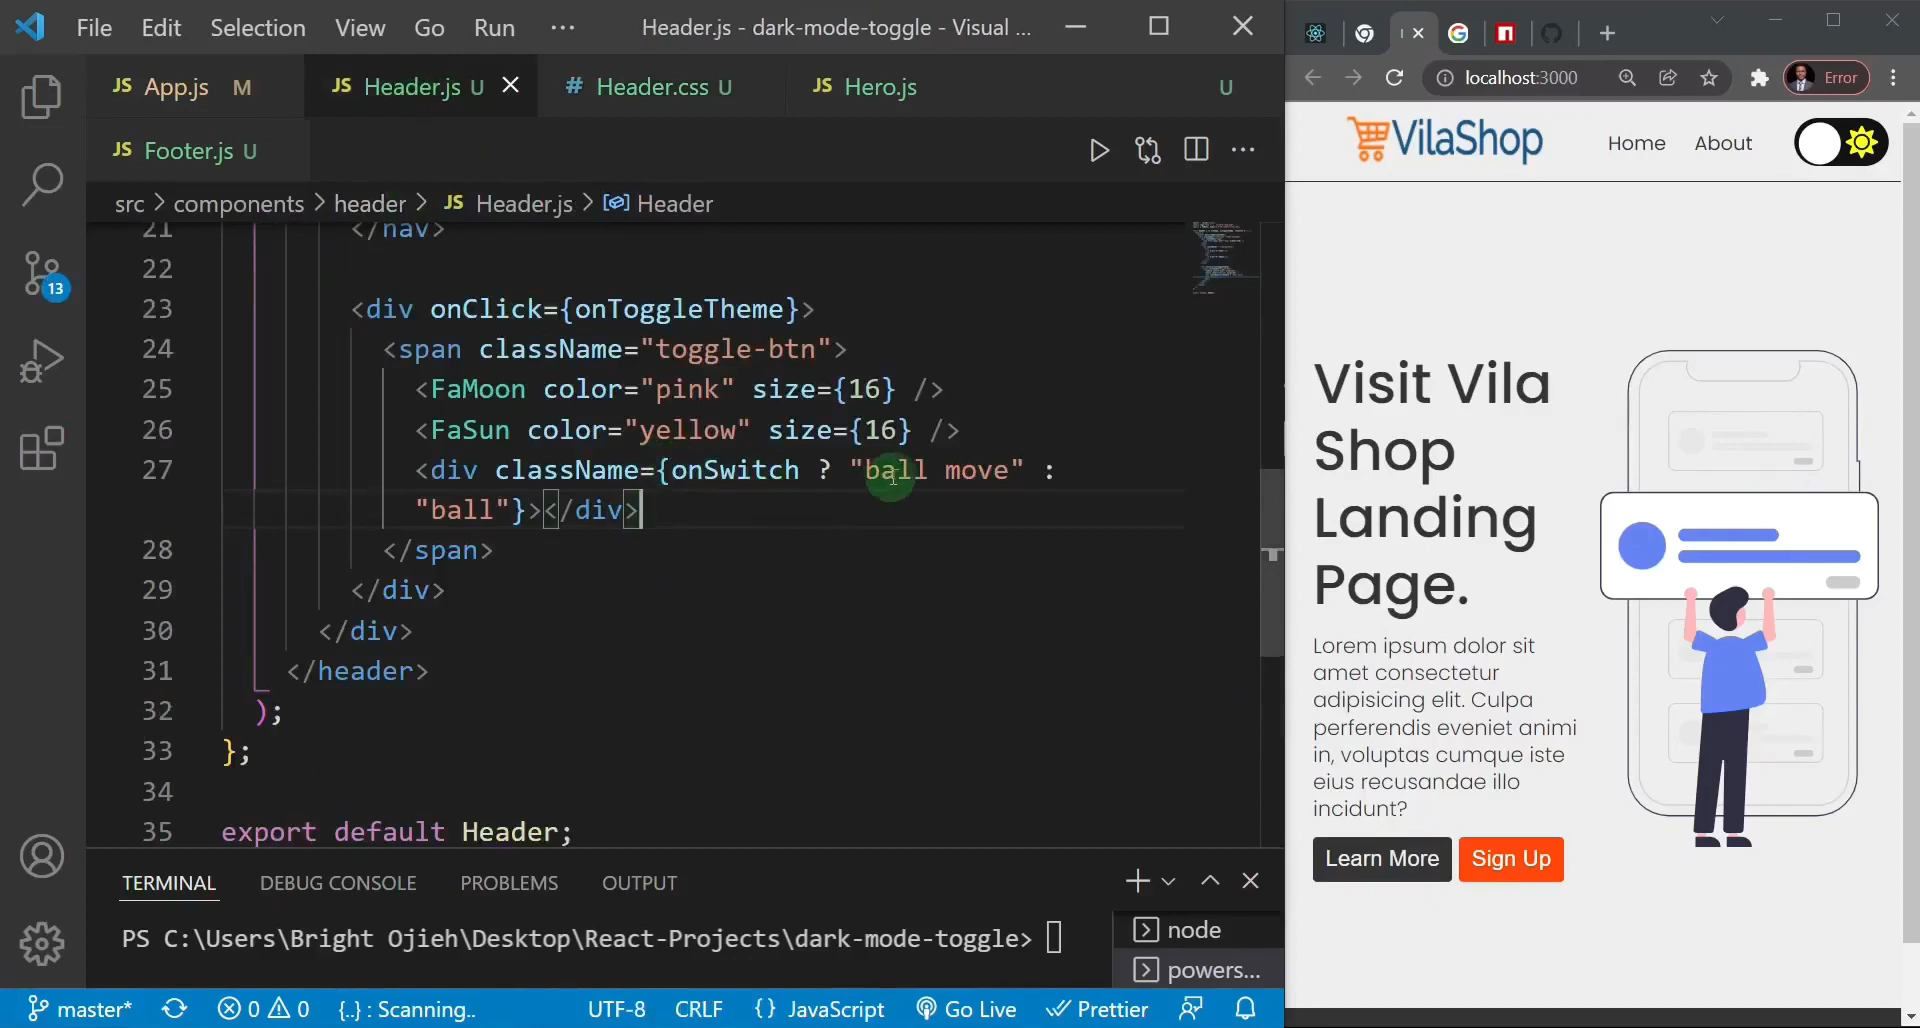 File Edit Selection View Go Run ··· Header.js - dark-mode-toggle - Visual ...
JS App.js M JS Header.js U # Header.css U JS Hero.js U
JS Footer.js U
src > components > header > JS Header.js > Header
21 </nav>
22
23 <div onClick={onToggleTheme}>
24 <span className="toggle-btn">
25 <FaMoon color="pink" size={16} />
26 <FaSun color="yellow" size={16} />
27 <div className={onSwitch ? "ball move" :
"ball"}></div>
28 </span>
29 </div>
30 </div>
31 </header>
32 );
33 };
34
35 export default Header;
13
TERMINAL DEBUG CONSOLE PROBLEMS OUTPUT
PS C:\Users\Bright Ojieh\Desktop\React-Projects\dark-mode-toggle>
node
powers...
master* 0 0 {..} : Scanning.. UTF-8 CRLF {} JavaScript Go Live Prettier
localhost:3000 Error
VilaShop Home About
Visit Vila
Shop
Landing
Page.
Lorem ipsum dolor sit
amet consectetur
adipisicing elit. Culpa
perferendis eveniet animi
in, voluptas cumque iste
eius recusandae illo
incidunt?
Learn More Sign Up